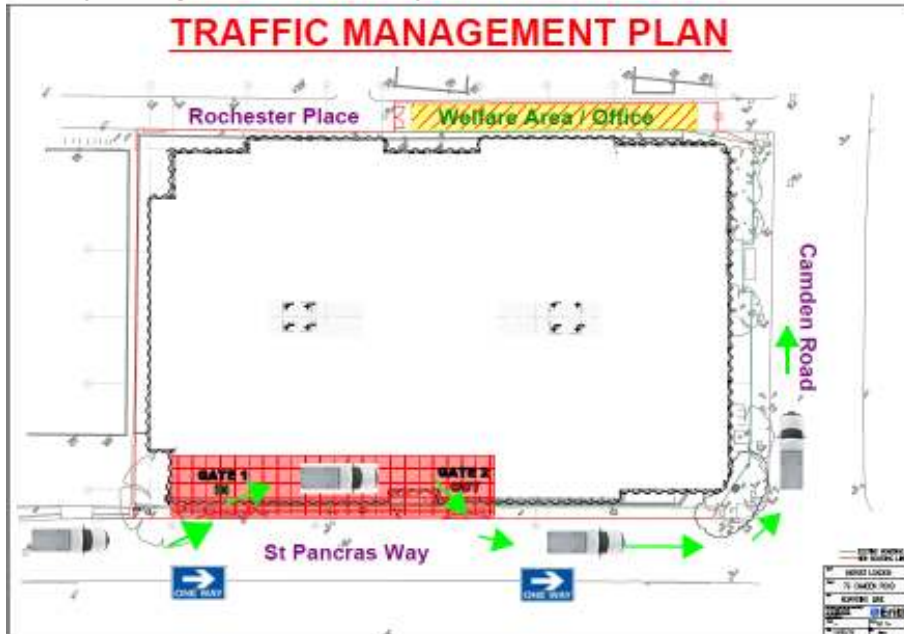 TRAFFIC MANAGEMENT PLAN
Rochester Place
Welfare Area / Office
Camden Road
GATE 1
IN
GATE 2
OUT
St Pancras Way
ONE WAY
ONE WAY